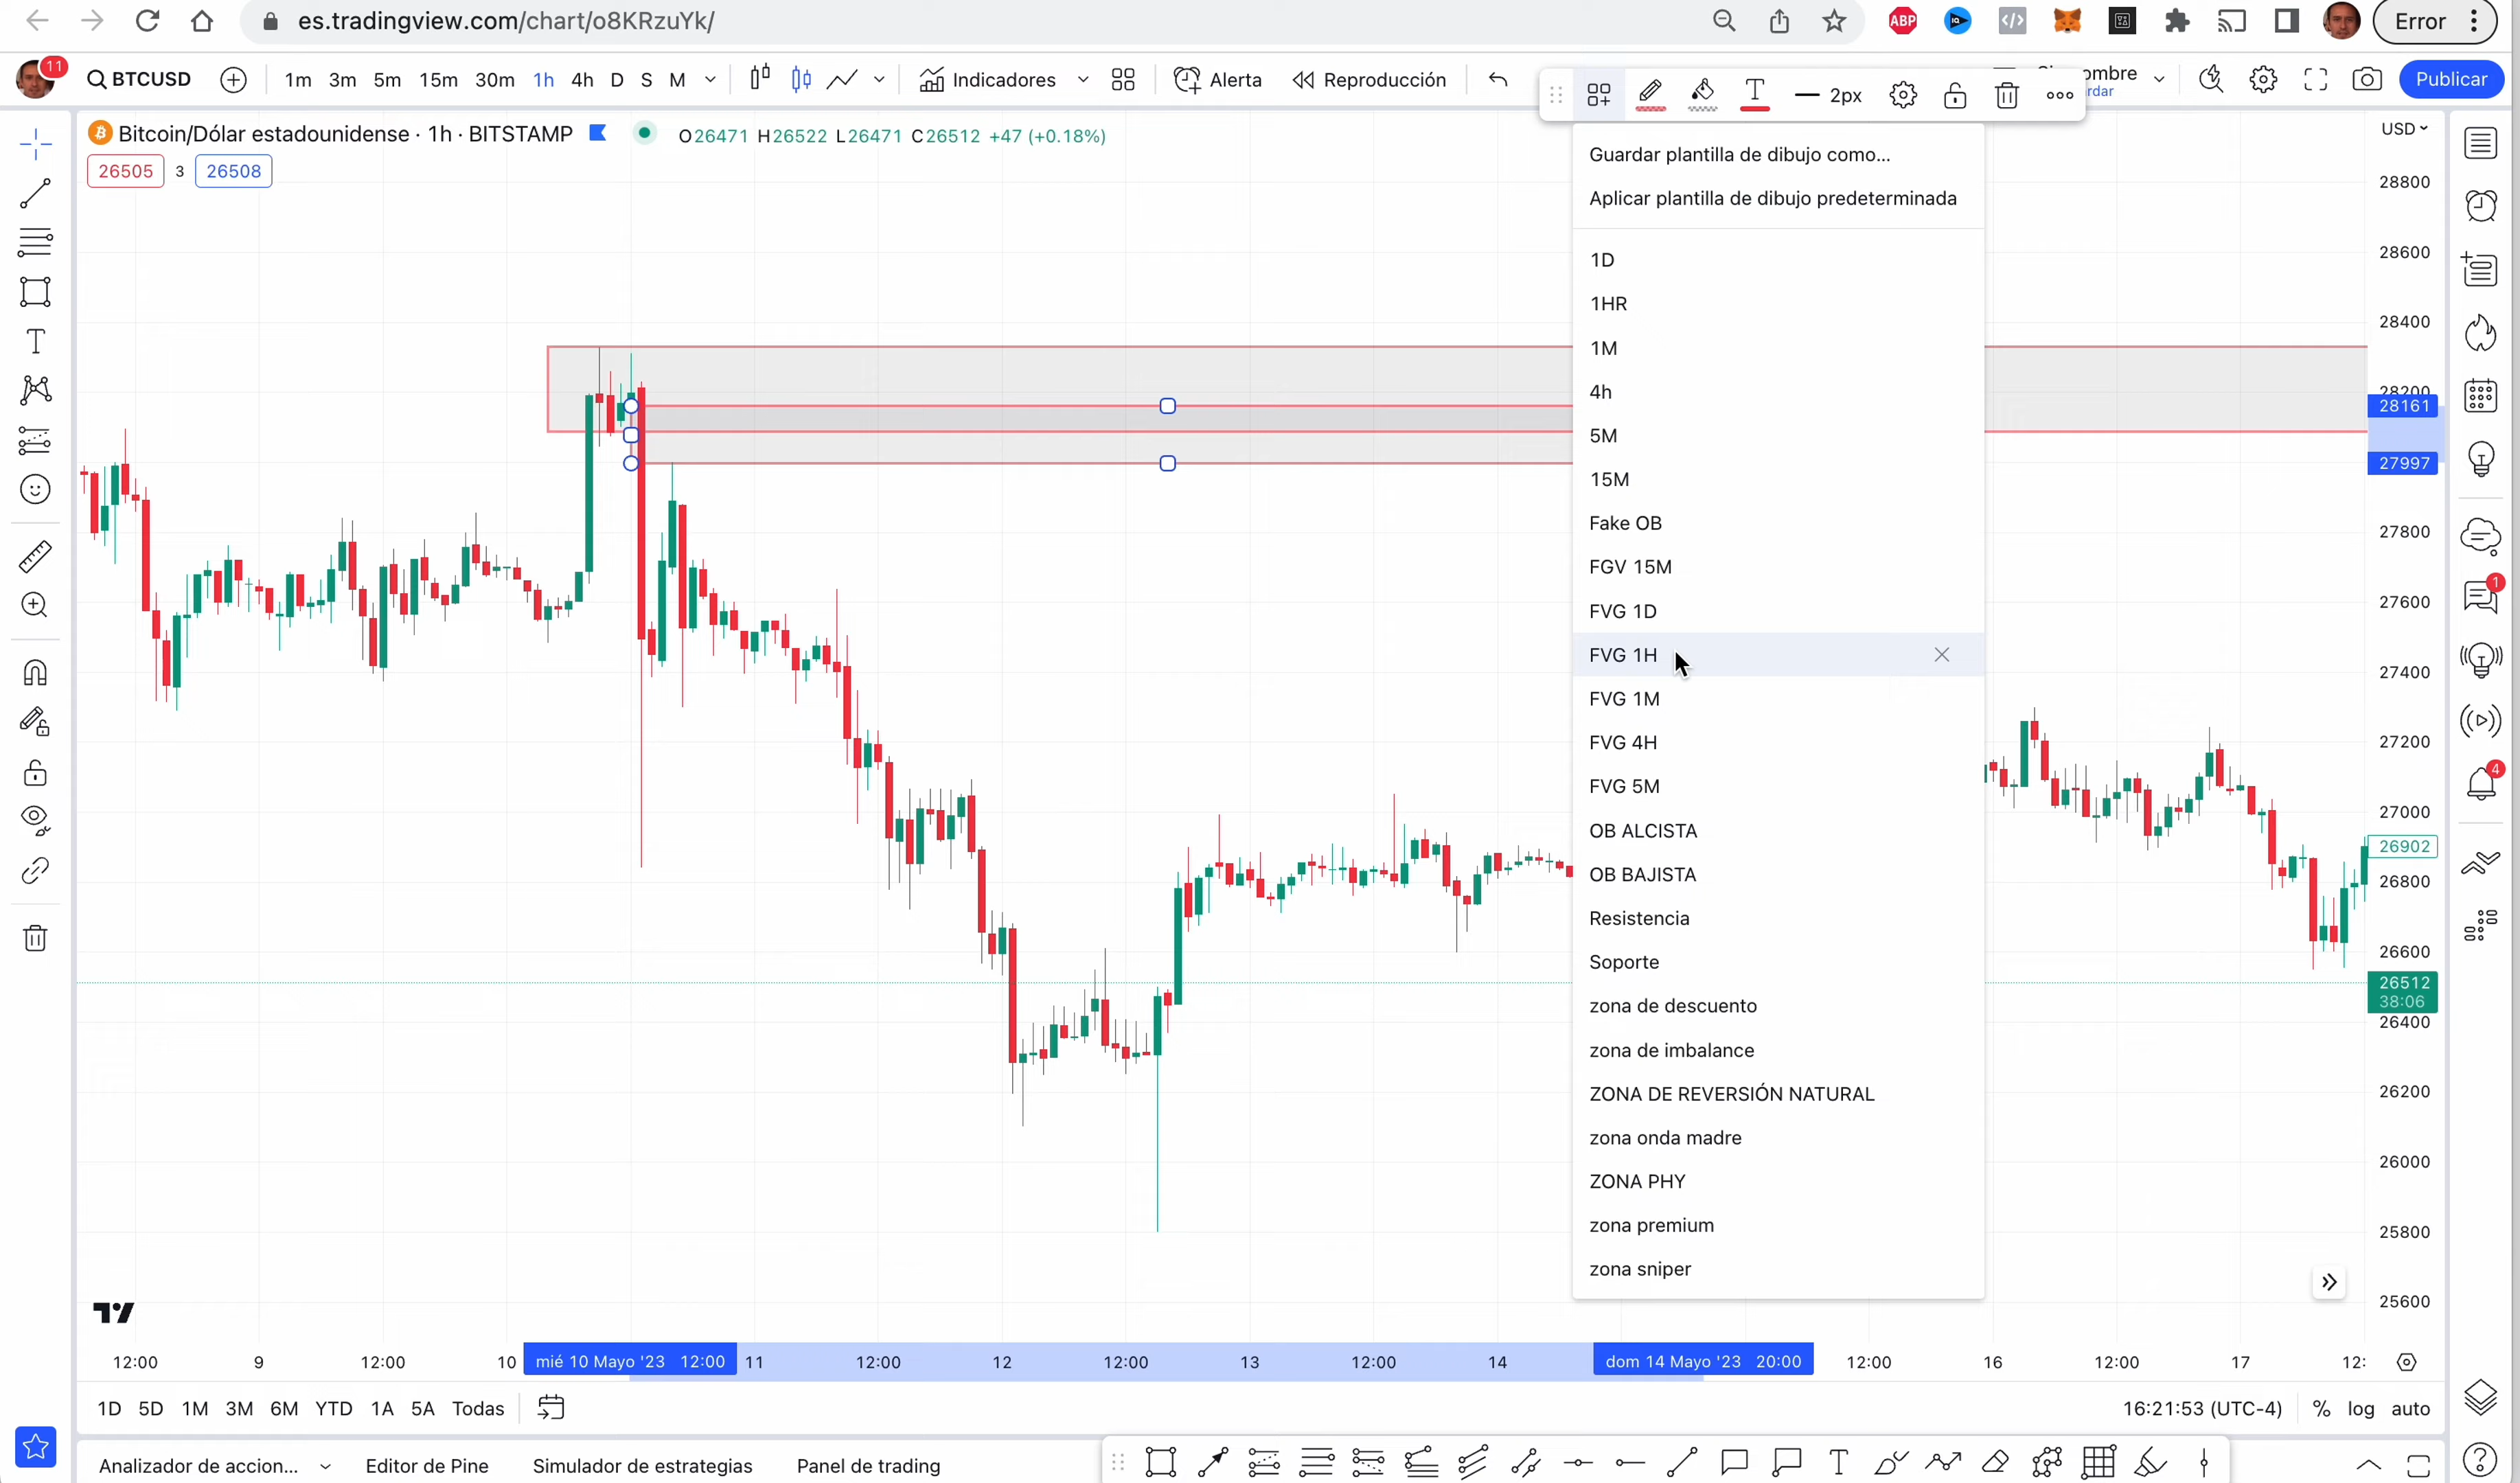 es.tradingview.com/chart/o8KRzuYk/
ABP
Error
11
BTCUSD
1m 3m 5m 15m 30m 1h 4h D S M
Indicadores
Alerta
Reproducción
2px
Publicar
Bitcoin/Dólar estadounidense · 1h · BITSTAMP
O26471 H26522 L26471 C26512 +47 (+0.18%)
26505 3 26508
Guardar plantilla de dibujo como...
Aplicar plantilla de dibujo predeterminada
1D
1HR
1M
4h
5M
15M
Fake OB
FGV 15M
FVG 1D
FVG 1H
FVG 1M
FVG 4H
FVG 5M
OB ALCISTA
OB BAJISTA
Resistencia
Soporte
zona de descuento
zona de imbalance
ZONA DE REVERSIÓN NATURAL
zona onda madre
ZONA PHY
zona premium
zona sniper
USD
28800
28600
28400
28200
28161
27997
27800
27600
27400
27200
27000
26902
26800
26600
26512
38:06
26400
26200
26000
25800
25600
1
4
12:00 9 12:00 10 mié 10 Mayo '23 12:00 11 12:00 12 12:00 13 12:00 14 dom 14 Mayo '23 20:00 12:00 16 12:00 17 12:
1D 5D 1M 3M 6M YTD 1A 5A Todas
16:21:53 (UTC-4) % log auto
Analizador de accion... Editor de Pine Simulador de estrategias Panel de trading